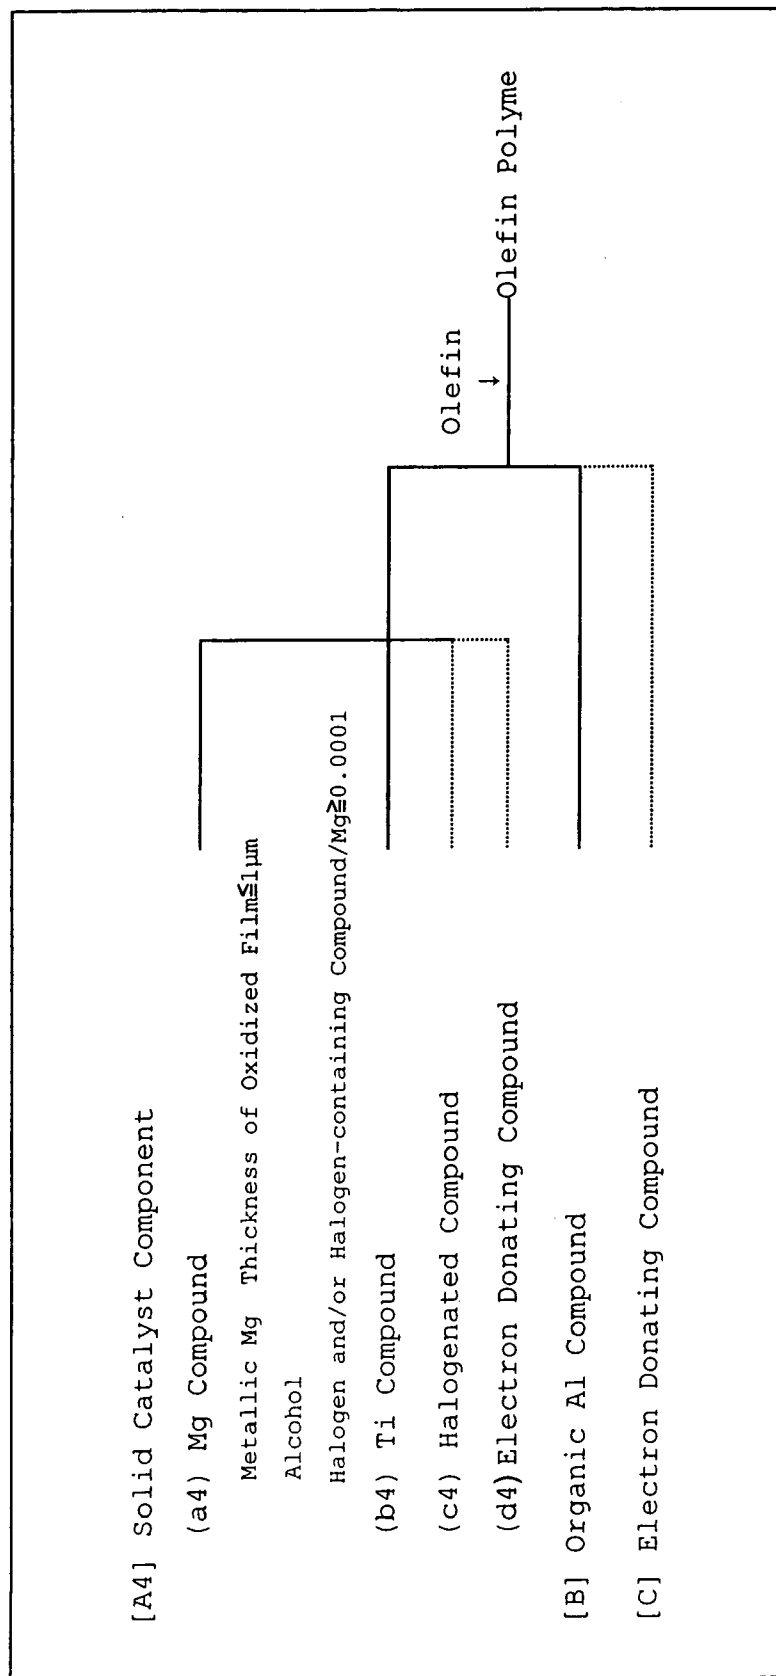 [A4] Solid Catalyst Component
(a4) Mg Compound
Metallic Mg Thickness of Oxidized Film≦1μm
Alcohol
Halogen and/or Halogen-containing Compound/Mg≧0.0001
(b4) Ti Compound
(c4) Halogenated Compound
(d4) Electron Donating Compound
[B] Organic Al Compound
[C] Electron Donating Compound
Olefin
↓
Olefin Polyme